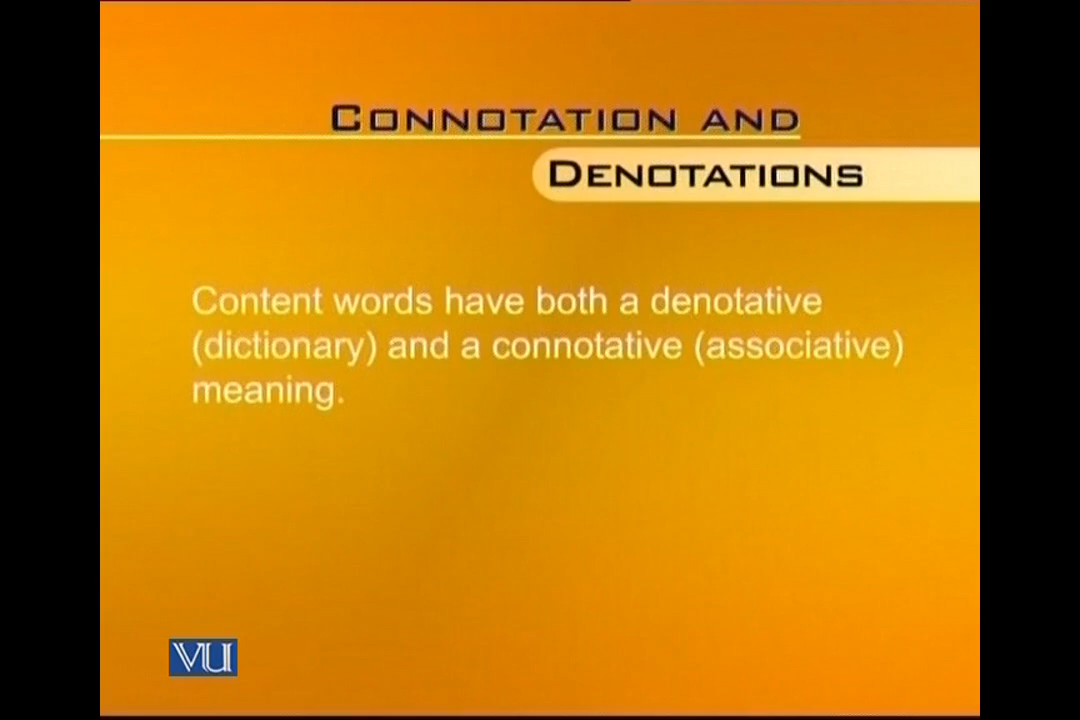 CONNOTATION AND
DENOTATIONS
Content words have both a denotative
(dictionary) and a connotative (associative)
meaning.
VU